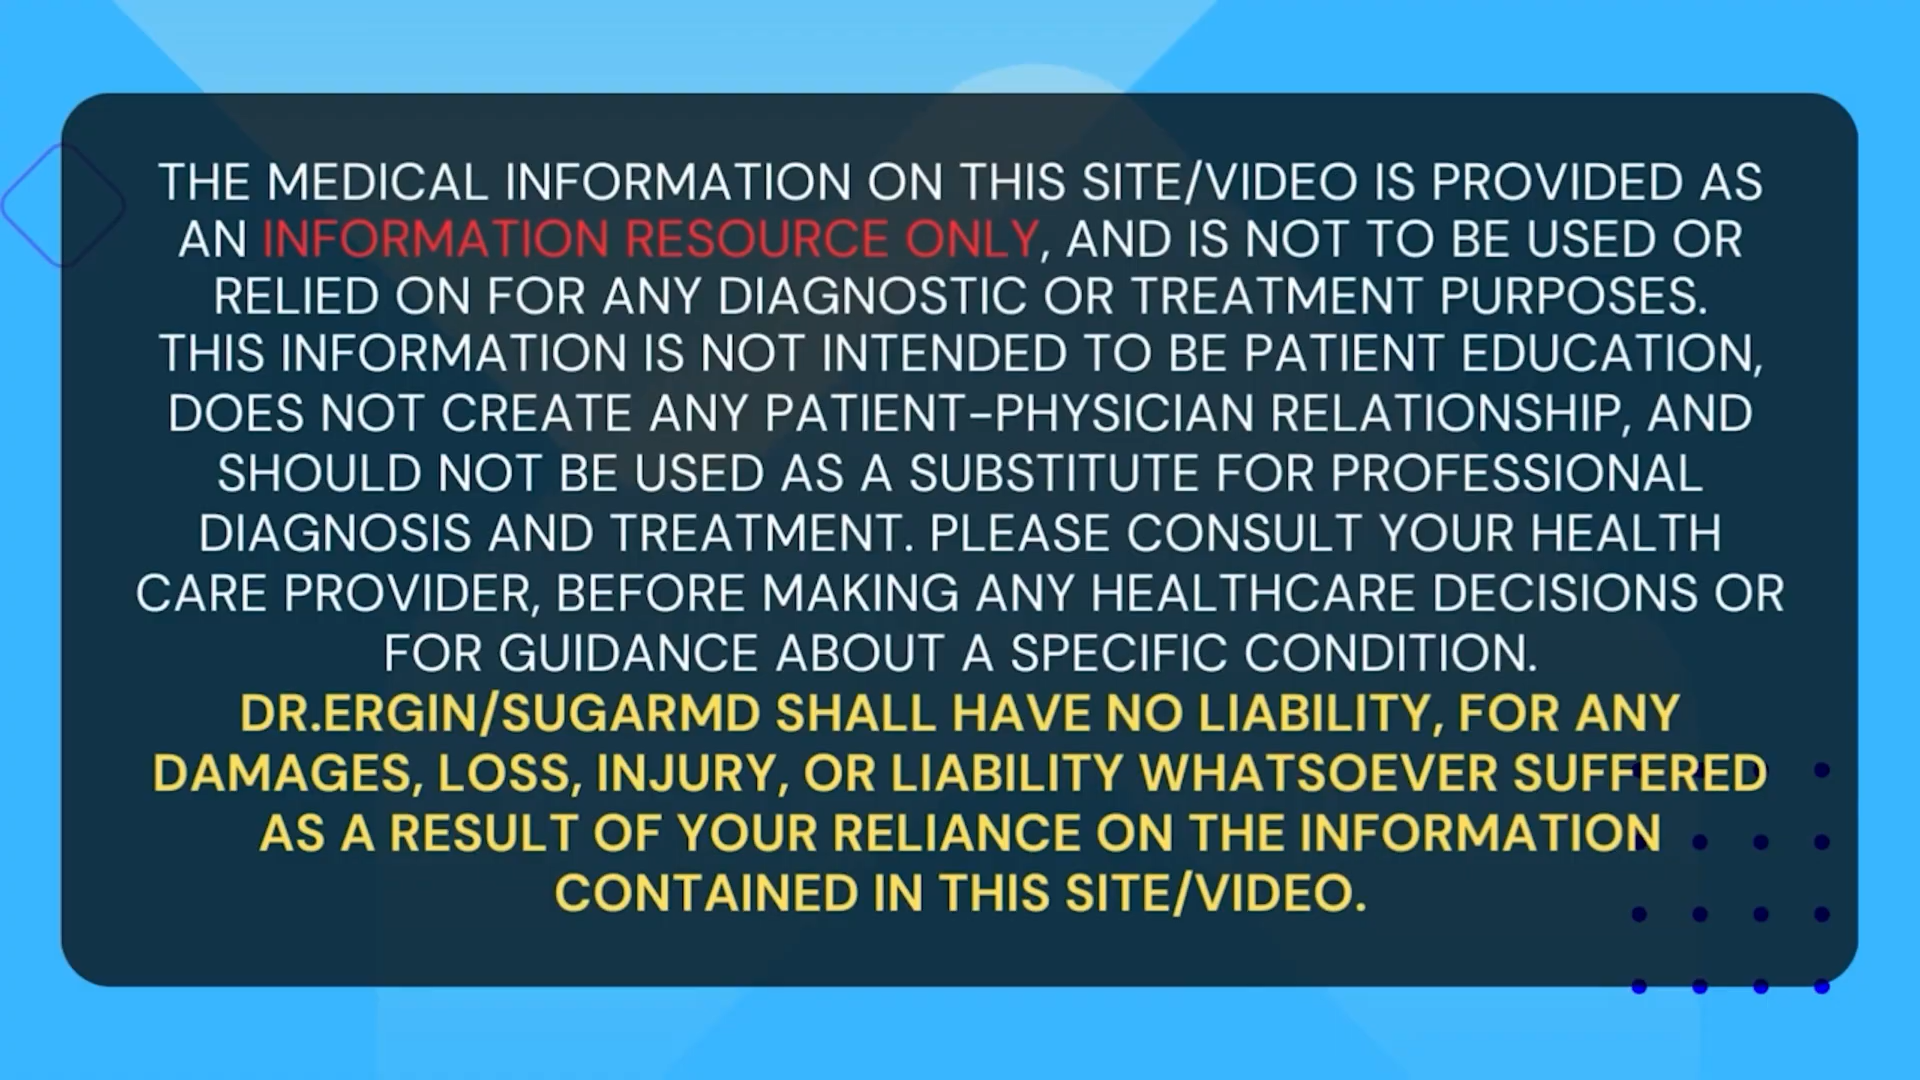 THE MEDICAL INFORMATION ON THIS SITE/VIDEO IS PROVIDED AS
AN INFORMATION RESOURCE ONLY, AND IS NOT TO BE USED OR
RELIED ON FOR ANY DIAGNOSTIC OR TREATMENT PURPOSES.
THIS INFORMATION IS NOT INTENDED TO BE PATIENT EDUCATION,
DOES NOT CREATE ANY PATIENT-PHYSICIAN RELATIONSHIP, AND
SHOULD NOT BE USED AS A SUBSTITUTE FOR PROFESSIONAL
DIAGNOSIS AND TREATMENT. PLEASE CONSULT YOUR HEALTH
CARE PROVIDER, BEFORE MAKING ANY HEALTHCARE DECISIONS OR
FOR GUIDANCE ABOUT A SPECIFIC CONDITION.
DR.ERGIN/SUGARMD SHALL HAVE NO LIABILITY, FOR ANY
DAMAGES, LOSS, INJURY, OR LIABILITY WHATSOEVER SUFFERED
AS A RESULT OF YOUR RELIANCE ON THE INFORMATION
CONTAINED IN THIS SITE/VIDEO.